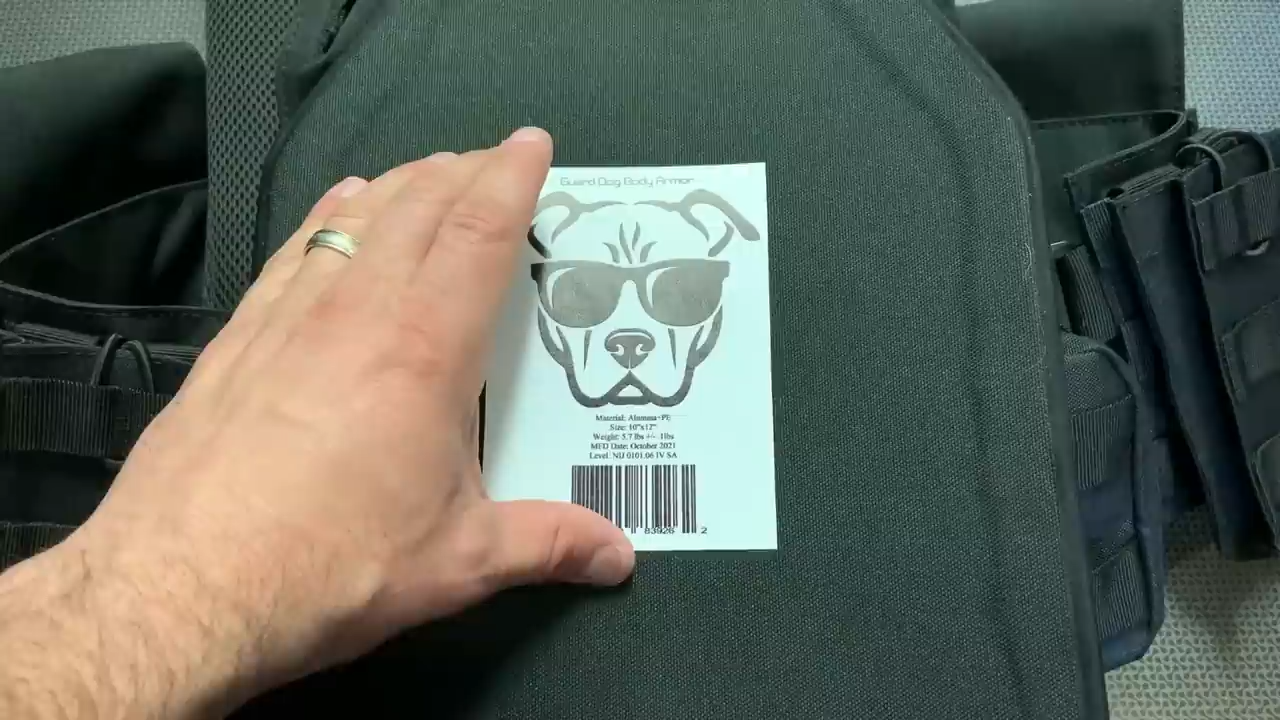 Guard Dog Body Armor
Material: Alumina+PE
Size: 10"x12"
Weight: 5.7 lbs +/- .1lbs
MFD Date: October 2021
Level: NIJ 0101.06 IV SA
83928 2